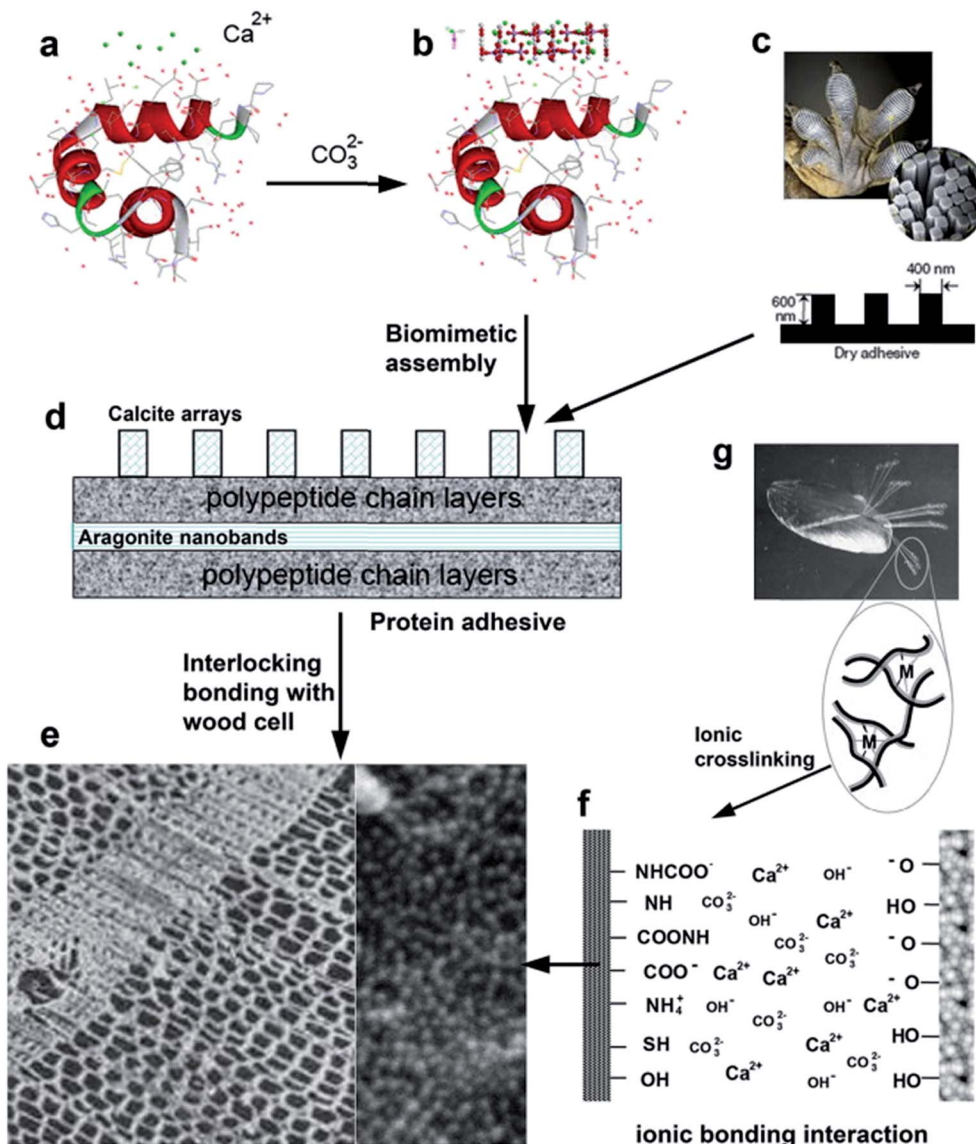 a
Ca²⁺
b
c
CO₃²⁻
400 nm
600
nm
Dry adhesive
Biomimetic
assembly
d
Calcite arrays
polypeptide chain layers
Aragonite nanobands
polypeptide chain layers
Protein adhesive
g
M
M
Interlocking
bonding with
wood cell
e
Ionic
crosslinking
f
NHCOO⁻ Ca²⁺ OH⁻ ⁻O
NH CO₃²⁻ OH⁻ Ca²⁺ HO
COONH CO₃²⁻ CO₃²⁻ ⁻O
COO⁻ Ca²⁺ Ca²⁺ ⁻O
NH₄⁺ OH⁻ CO₃²⁻ OH⁻ Ca²⁺
SH CO₃²⁻ Ca²⁺ CO₃²⁻ HO
OH Ca²⁺ OH⁻ HO
ionic bonding interaction